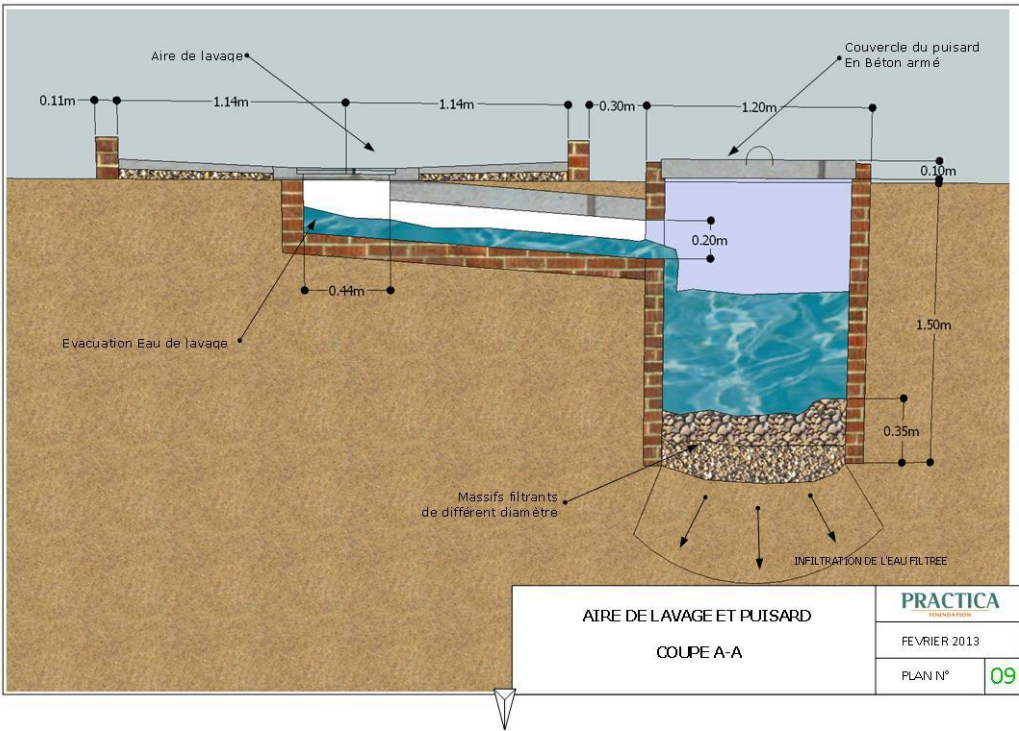 Aire de lavage
Couvercle du puisard
En Béton armé
0.11m
1.14m
1.14m
0.30m
1.20m
0.10m
0.20m
0.44m
1.50m
Evacuation Eau de lavage
0.35m
Massifs filtrants
de différent diamètre
INFILTRATION DE L'EAU FILTREE
AIRE DE LAVAGE ET PUISARD
COUPE A-A
PRACTICA
FOUNDATION
FEVRIER 2013
PLAN N°
09